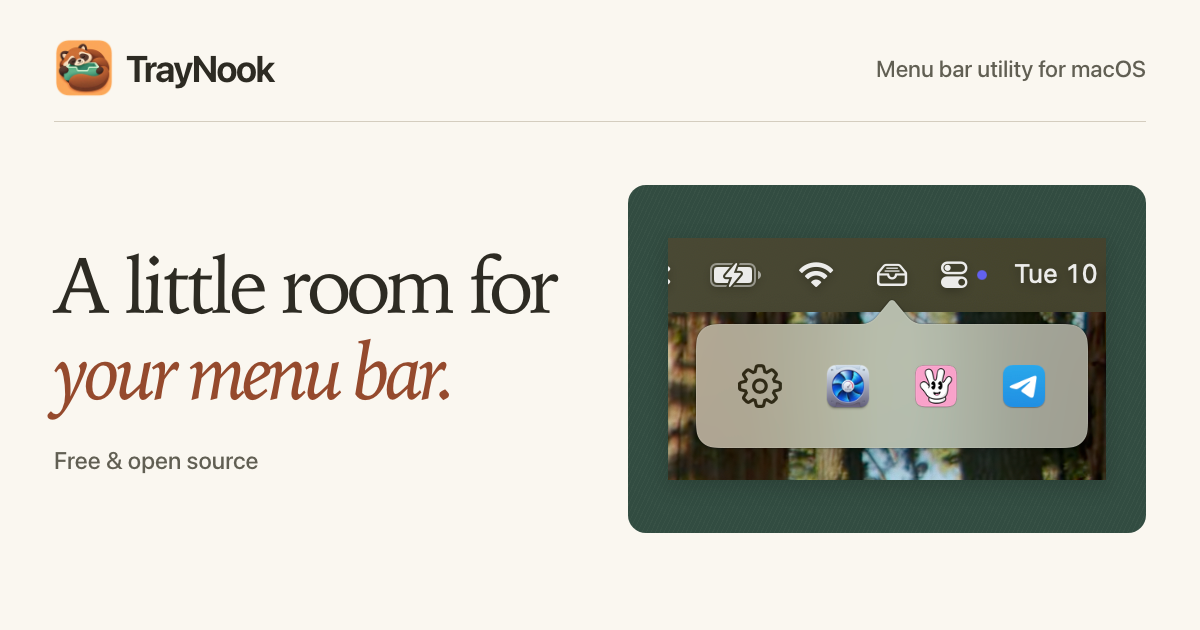 TrayNook
Menu bar utility for macOS
A little room for
your menu bar.
Free & open source
Tue 10